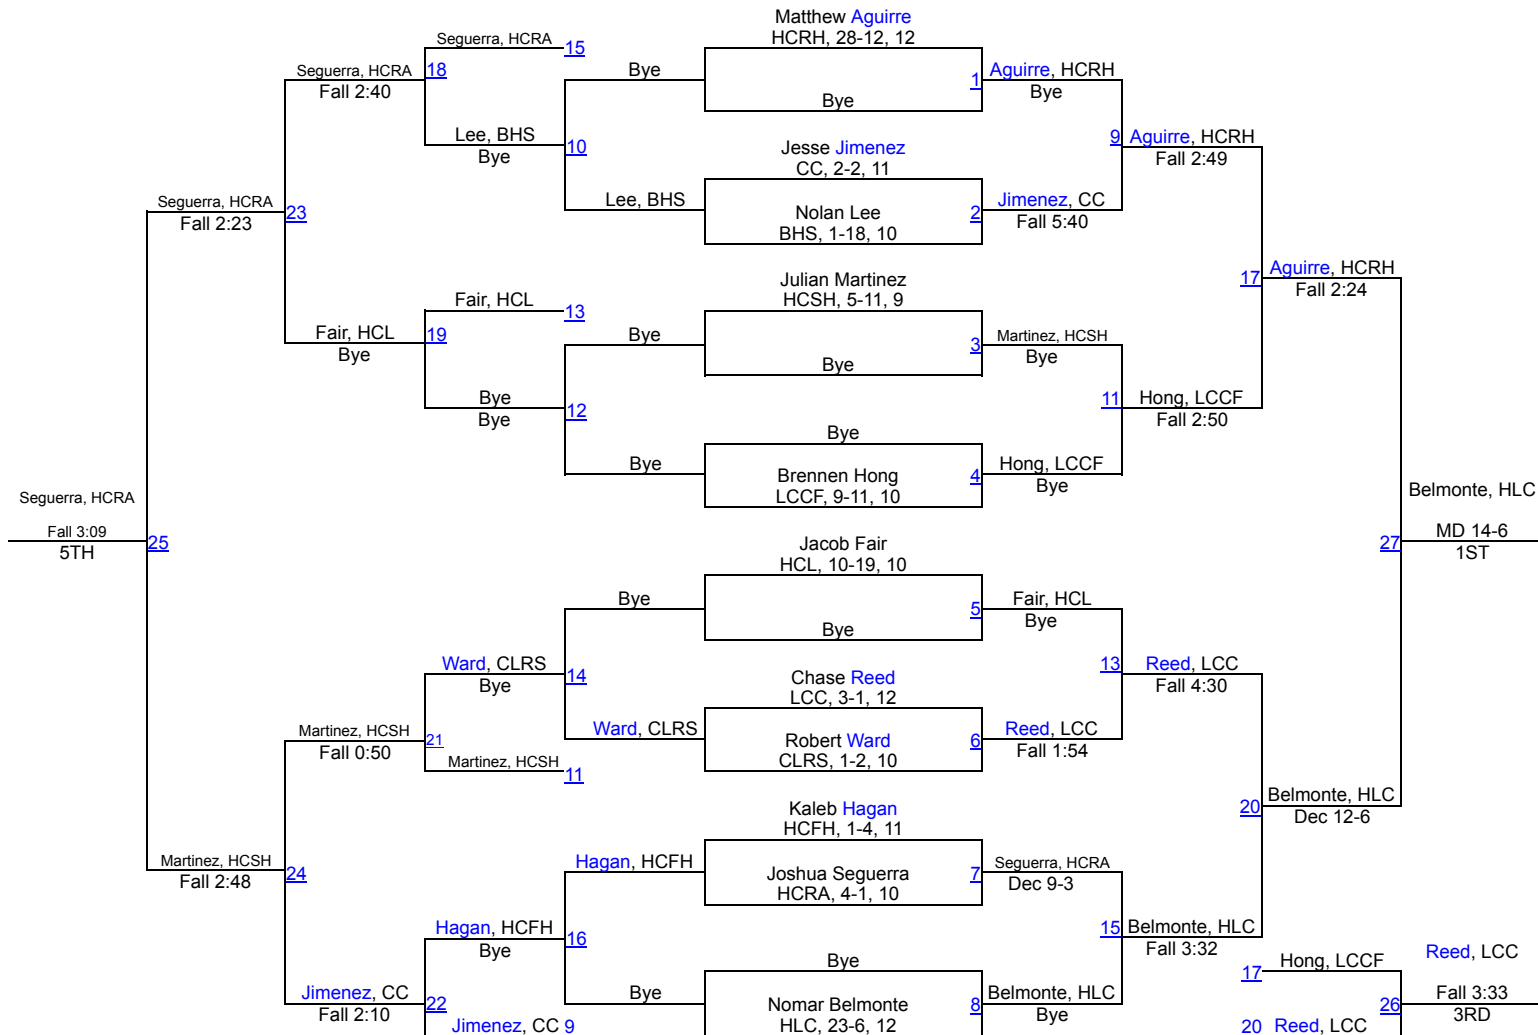 Matthew Aguirre
HCRH, 28-12, 12
Seguerra, HCRA
15
Seguerra, HCRA
18
Bye
1
Aguirre, HCRH
Fall 2:40
Bye
Bye
Lee, BHS
9
Aguirre, HCRH
Bye
10
Jesse Jimenez
Fall 2:49
CC, 2-2, 11
Seguerra, HCRA
Lee, BHS
Jimenez, CC
23
Nolan Lee
2
Fall 2:23
BHS, 1-18, 10
Fall 5:40
Julian Martinez
17
Aguirre, HCRH
Fair, HCL
HCSH, 5-11, 9
Fall 2:24
13
Fair, HCL
19
Bye
3
Martinez, HCSH
Bye
Bye
Bye
Bye
11
Hong, LCCF
Bye
12
Fall 2:50
Bye
Bye
Hong, LCCF
Brennen Hong
4
Seguerra, HCRA
LCCF, 9-11, 10
Bye
Belmonte, HLC
Fall 3:09
MD 14-6
25
Jacob Fair
27
5TH
HCL, 10-19, 10
1ST
Bye
5
Fair, HCL
Bye
Bye
Ward, CLRS
13
Reed, LCC
Bye
14
Chase Reed
Fall 4:30
LCC, 3-1, 12
Martinez, HCSH
Ward, CLRS
Reed, LCC
21
Robert Ward
6
Fall 0:50
CLRS, 1-2, 10
Fall 1:54
Martinez, HCSH
11
Kaleb Hagan
20
Belmonte, HLC
HCFH, 1-4, 11
Dec 12-6
Martinez, HCSH
Hagan, HCFH
Seguerra, HCRA
24
Joshua Seguerra
7
Fall 2:48
HCRA, 4-1, 10
Dec 9-3
Hagan, HCFH
15
Belmonte, HLC
Bye
16
Fall 3:32
Bye
17
Hong, LCCF
Reed, LCC
Jimenez, CC
22
Bye
Belmonte, HLC
Fall 3:33
Nomar Belmonte
8
26
Fall 2:10
Bye
3RD
Jimenez, CC 9
HLC, 23-6, 12
20 Reed, LCC